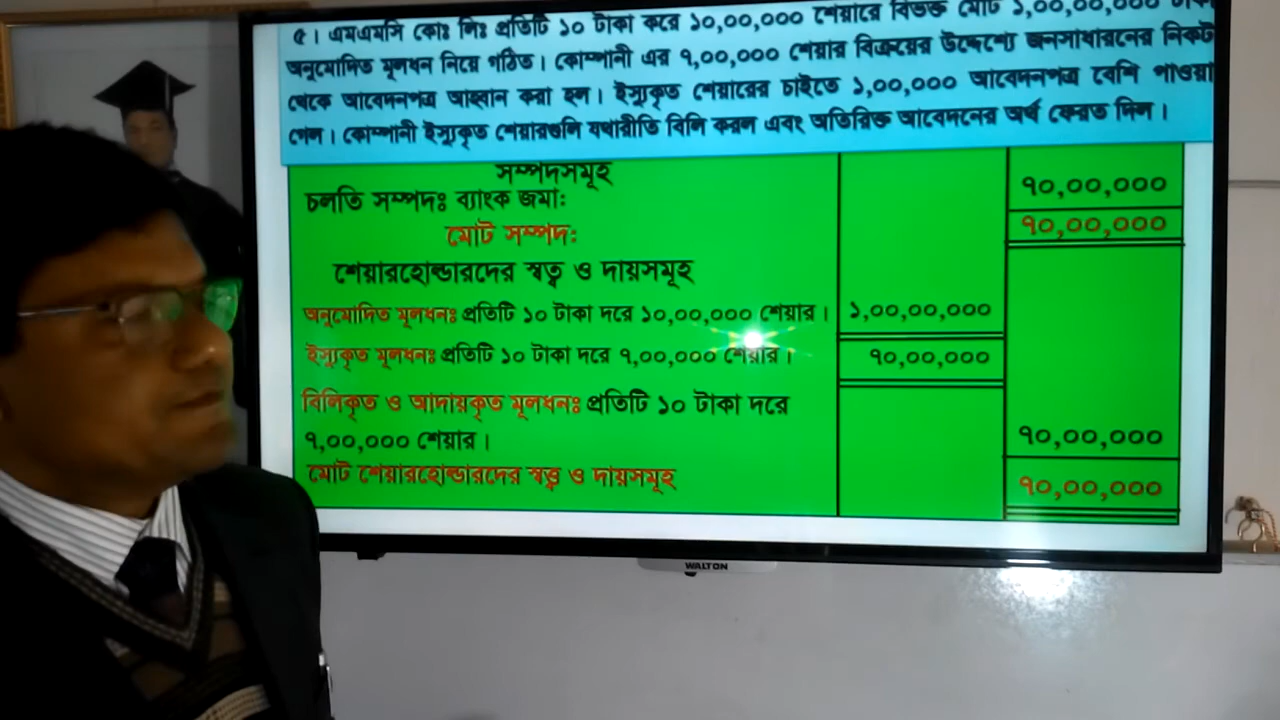 ৫। এমএমসি কোঃ লিঃ প্রতিটি ১০ টাকা করে ১০,০০,০০০ শেয়ারে বিভক্ত মোট ১,০০,০০,০০০ টাকা
অনুমোদিত মূলধন নিয়ে গঠিত। কোম্পানী এর ৭,০০,০০০ শেয়ার বিক্রয়ের উদ্দেশ্যে জনসাধারনের নিকট
থেকে আবেদনপত্র আহ্বান করা হল। ইস্যুকৃত শেয়ারের চাইতে ১,০০,০০০ আবেদনপত্র বেশি পাওয়া
গেল। কোম্পানী ইস্যুকৃত শেয়ারগুলি যথারীতি বিলি করল এবং অতিরিক্ত আবেদনের অর্থ ফেরত দিল।
সম্পদসমূহ
চলতি সম্পদঃ ব্যাংক জমা: ৭০,০০,০০০
মোট সম্পদ: ৭০,০০,০০০
শেয়ারহোল্ডারদের স্বত্ব ও দায়সমূহ
অনুমোদিত মূলধনঃ প্রতিটি ১০ টাকা দরে ১০,০০,০০০ শেয়ার। ১,০০,০০,০০০
ইস্যুকৃত মূলধনঃ প্রতিটি ১০ টাকা দরে ৭,০০,০০০ শেয়ার। ৭০,০০,০০০
বিলিকৃত ও আদায়কৃত মূলধনঃ প্রতিটি ১০ টাকা দরে
৭,০০,০০০ শেয়ার। ৭০,০০,০০০
মোট শেয়ারহোল্ডারদের স্বত্ত্ব ও দায়সমূহ ৭০,০০,০০০
WALTON